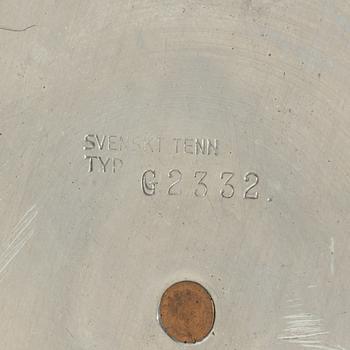 SVENSKT TENN
TYP G2332.